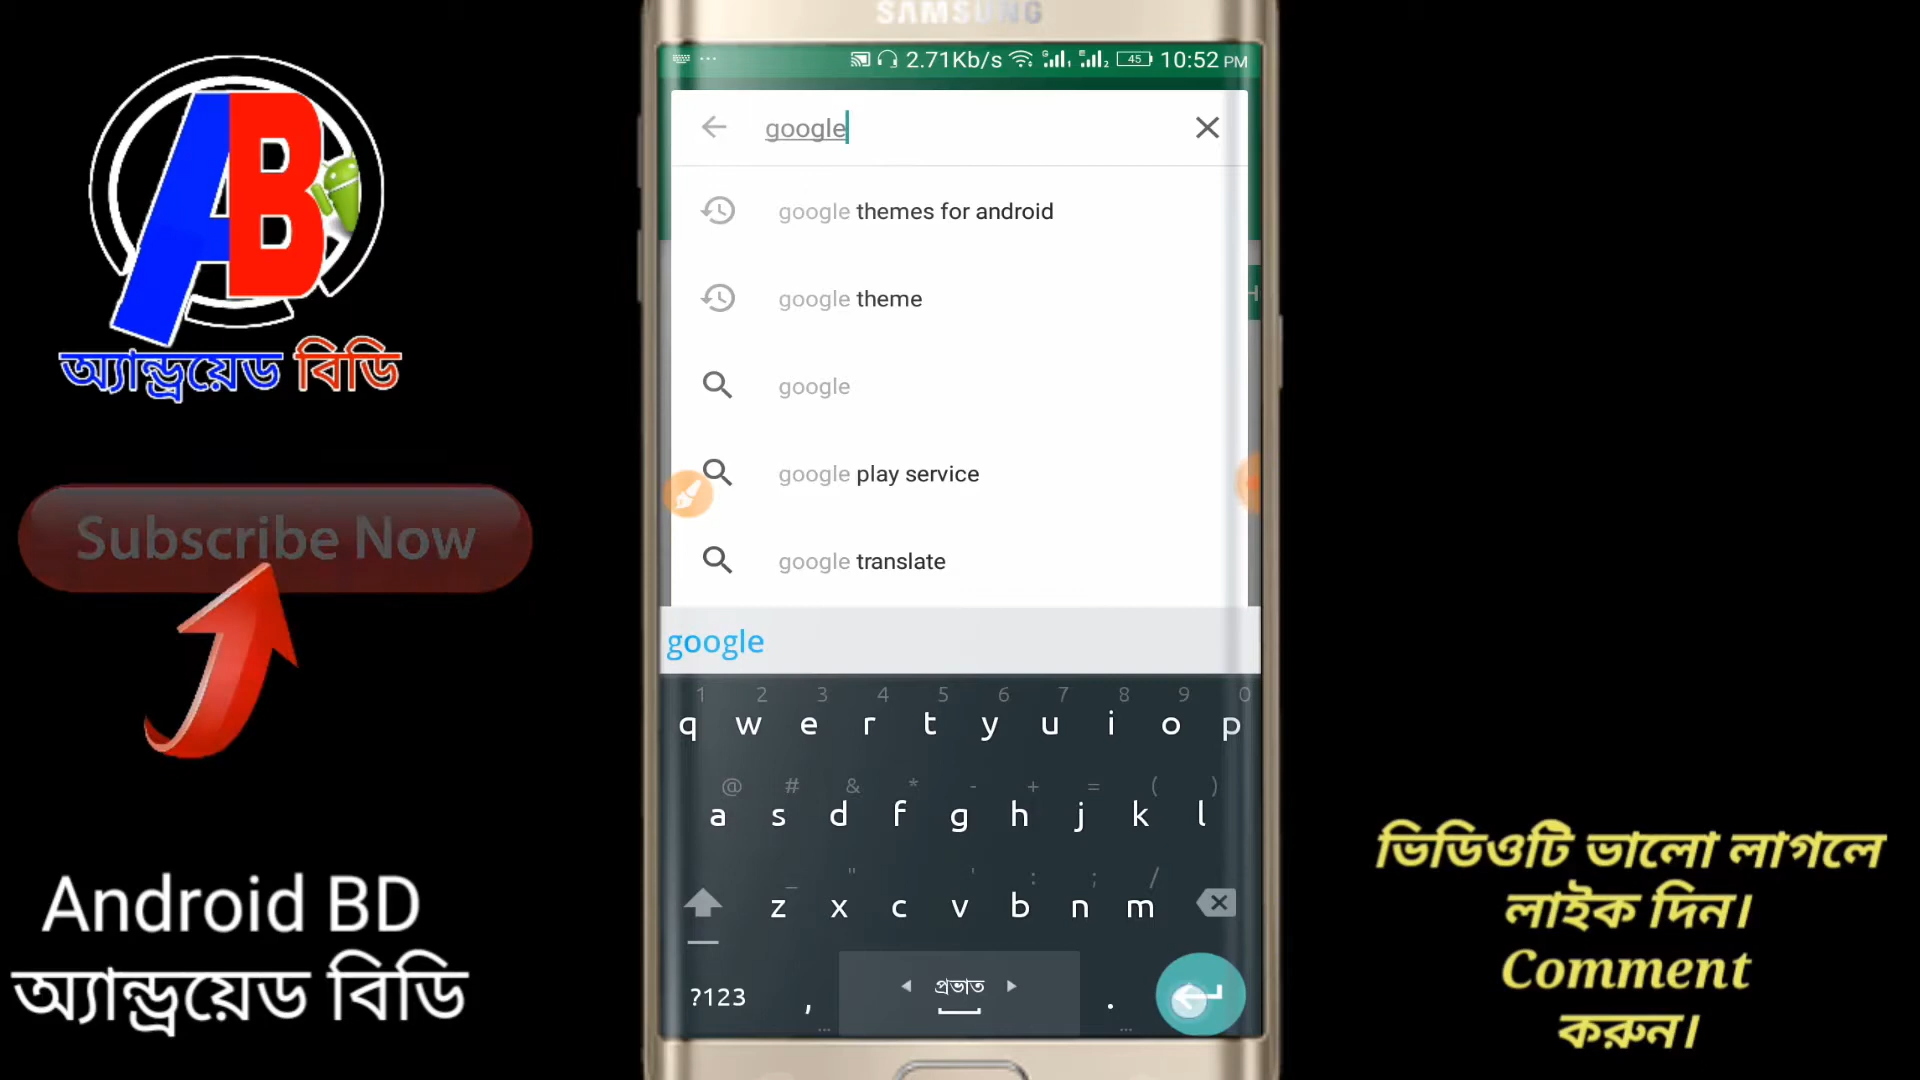 SAMSUNG
2.71Kb/s 45 10:52 PM
google
google themes for android
google theme
google
google play service
google translate
google
1 2 3 4 5 6 7 8 9 0
q w e r t y u i o p
@ # & * - + = ( )
a s d f g h j k l
_ " ' : ; /
z x c v b n m
?123 , প্রভাত .
AB
অ্যান্ড্রয়েড বিডি
Subscribe Now
Android BD
অ্যান্ড্রয়েড বিডি
ভিডিওটি ভালো লাগলে
লাইক দিন।
Comment
করুন।